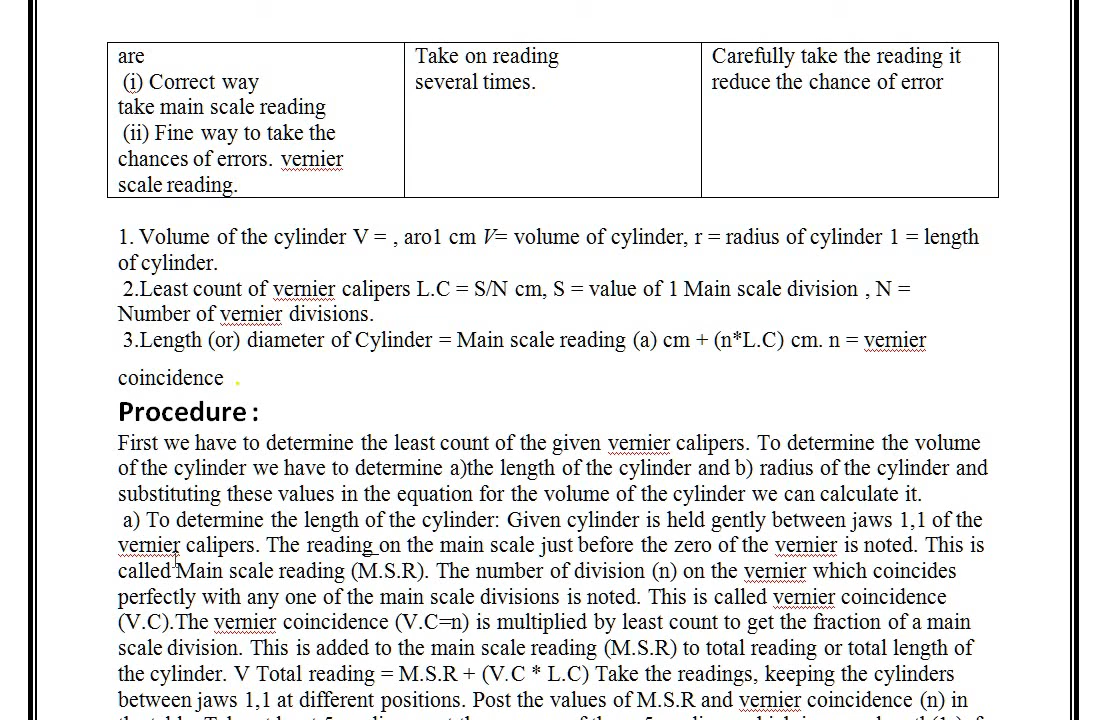 are
(i) Correct way
take main scale reading
(ii) Fine way to take the
chances of errors. vernier
scale reading.
Take on reading
several times.
Carefully take the reading it
reduce the chance of error
1. Volume of the cylinder V = , aro1 cm V= volume of cylinder, r = radius of cylinder 1 = length
of cylinder.
2.Least count of vernier calipers L.C = S/N cm, S = value of 1 Main scale division , N =
Number of vernier divisions.
3.Length (or) diameter of Cylinder = Main scale reading (a) cm + (n*L.C) cm. n = vernier
coincidence .
Procedure :
First we have to determine the least count of the given vernier calipers. To determine the volume
of the cylinder we have to determine a)the length of the cylinder and b) radius of the cylinder and
substituting these values in the equation for the volume of the cylinder we can calculate it.
a) To determine the length of the cylinder: Given cylinder is held gently between jaws 1,1 of the
vernier calipers. The reading on the main scale just before the zero of the vernier is noted. This is
called Main scale reading (M.S.R). The number of division (n) on the vernier which coincides
perfectly with any one of the main scale divisions is noted. This is called vernier coincidence
(V.C).The vernier coincidence (V.C=n) is multiplied by least count to get the fraction of a main
scale division. This is added to the main scale reading (M.S.R) to total reading or total length of
the cylinder. V Total reading = M.S.R + (V.C * L.C) Take the readings, keeping the cylinders
between jaws 1,1 at different positions. Post the values of M.S.R and vernier coincidence (n) in